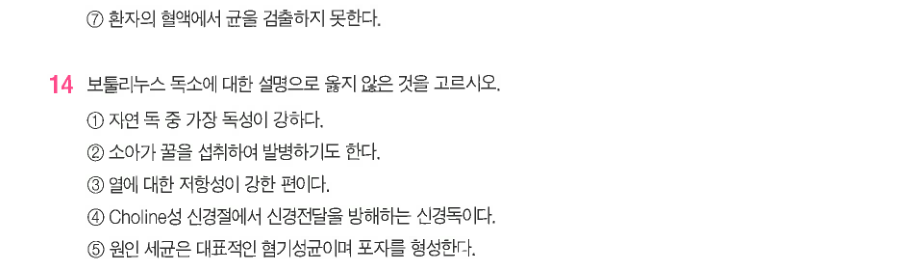 ⑦ 환자의 혈액에서 균을 검출하지 못한다.
14 보툴리누스 독소에 대한 설명으로 옳지 않은 것을 고르시오.
① 자연 독 중 가장 독성이 강하다.
② 소아가 꿀을 섭취하여 발병하기도 한다.
③ 열에 대한 저항성이 강한 편이다.
④ Choline성 신경절에서 신경전달을 방해하는 신경독이다.
⑤ 원인 세균은 대표적인 혐기성균이며 포자를 형성한다.